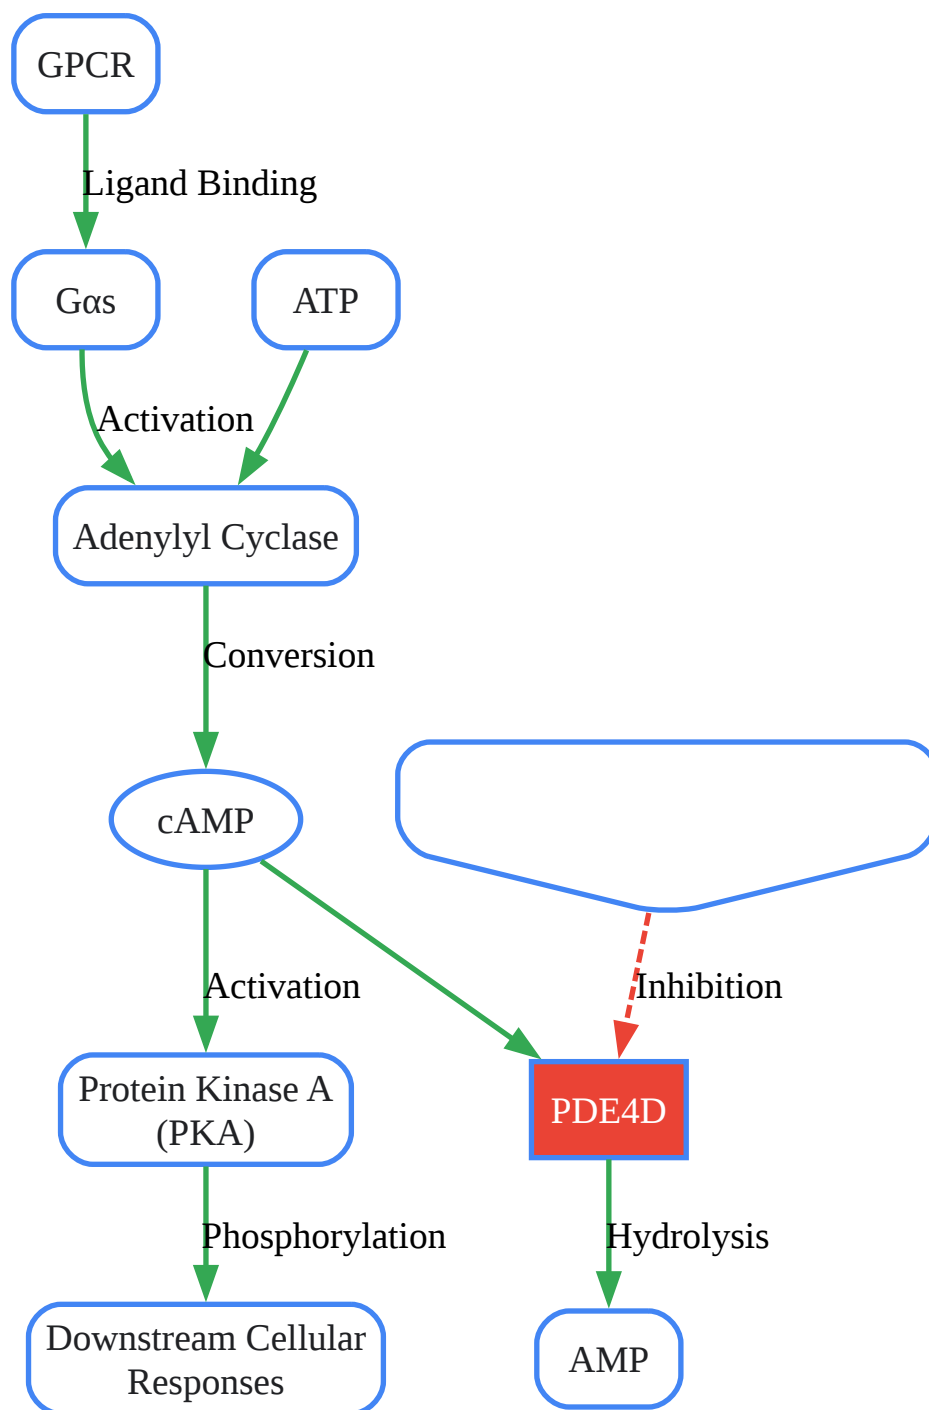 GPCR
Ligand Binding
Gαs
ATP
Activation
Adenylyl Cyclase
Conversion
cAMP
Activation
Inhibition
Protein Kinase A
(PKA)
PDE4D
Phosphorylation
Hydrolysis
Downstream Cellular
Responses
AMP